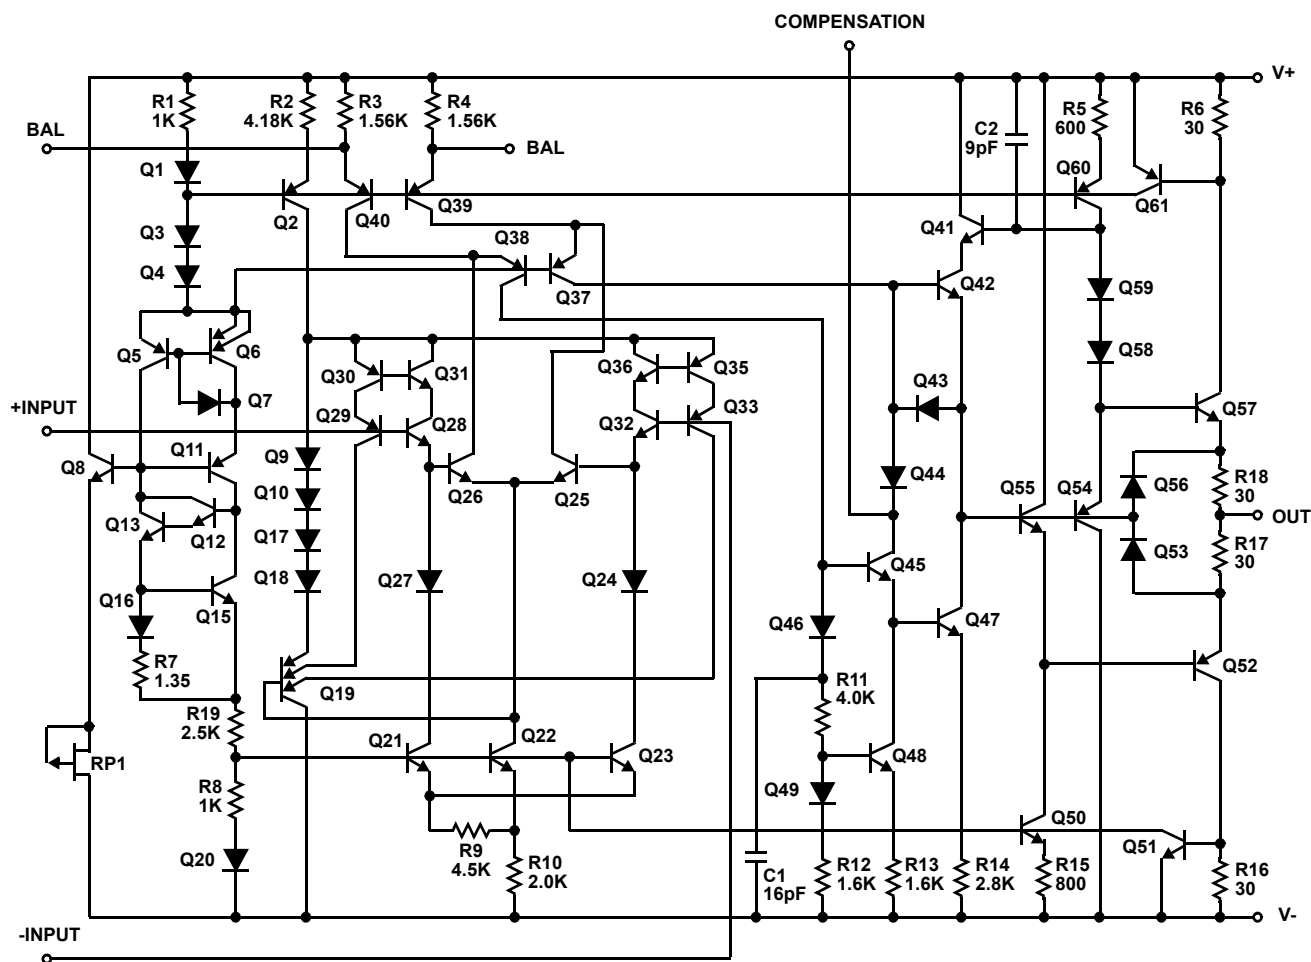 COMPENSATION
V+
R1
1K
R2
4.18K
R3
1.56K
R4
1.56K
C2
9pF
R5
600
R6
30
BAL
BAL
Q1
Q2
Q40
Q39
Q60
Q61
Q3
Q4
Q38
Q37
Q41
Q42
Q59
Q58
Q5
Q6
Q7
Q30
Q31
Q36
Q35
Q43
Q57
+INPUT
Q29
Q28
Q32
Q33
Q8
Q11
Q9
Q10
Q26
Q25
Q44
Q55
Q54
Q56
R18
30
OUT
Q13
Q12
Q17
Q18
Q27
Q24
Q45
Q53
R17
30
Q16
Q15
Q46
Q47
R7
1.35
Q19
R11
4.0K
Q52
R19
2.5K
RP1
Q21
Q22
Q23
Q48
R8
1K
Q49
Q20
R9
4.5K
R10
2.0K
C1
16pF
R12
1.6K
R13
1.6K
R14
2.8K
Q50
R15
800
Q51
R16
30
V-
-INPUT